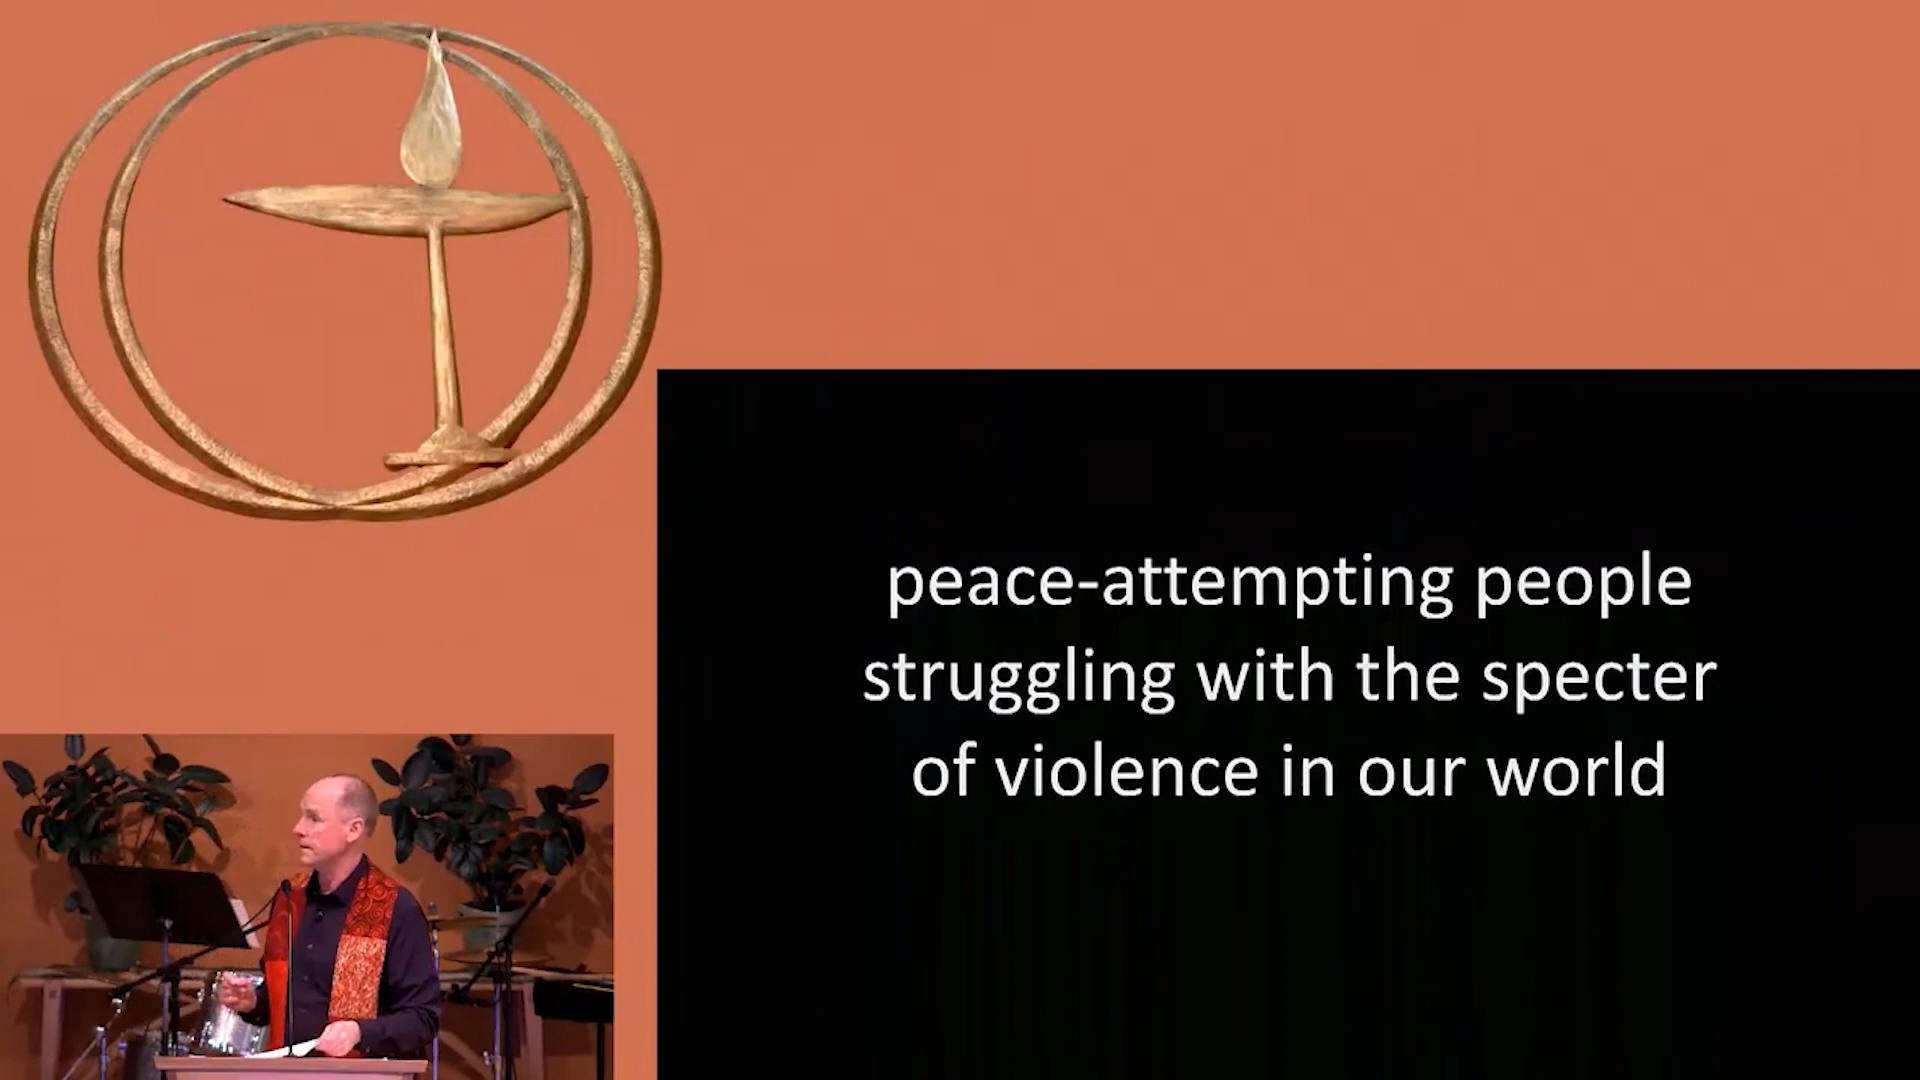 peace-attempting people
struggling with the specter
of violence in our world